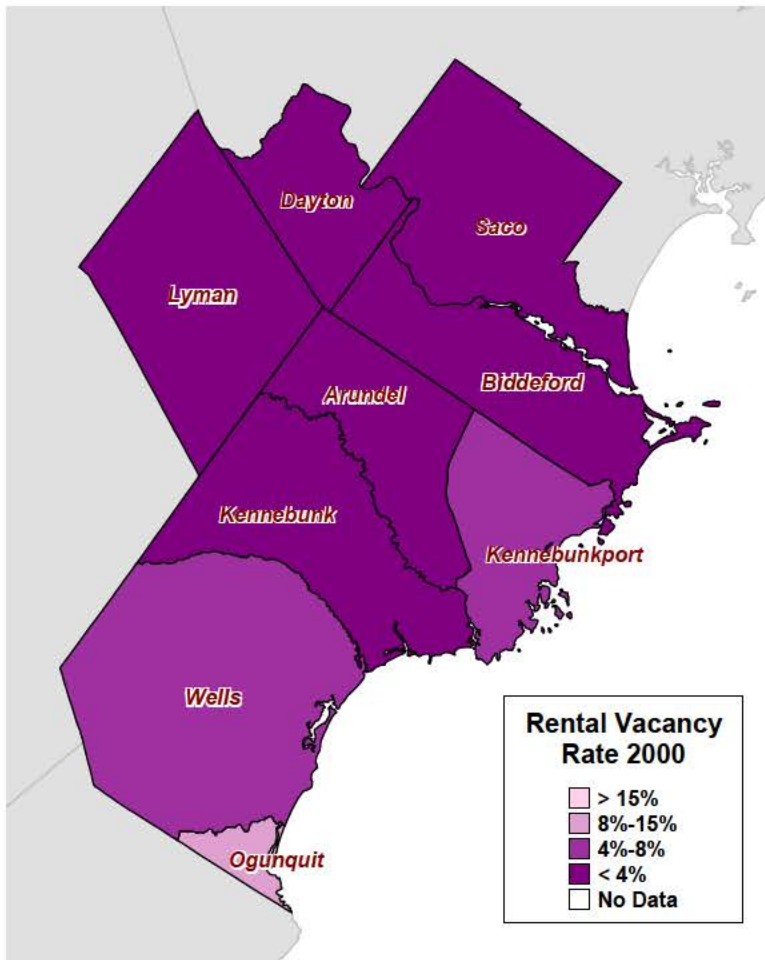 Dayton
Saco
Lyman
Biddeford
Arundel
Kennebunk
Kennebunkport
Wells
Ogunquit
Rental Vacancy
Rate 2000
> 15%
8%-15%
4%-8%
< 4%
No Data